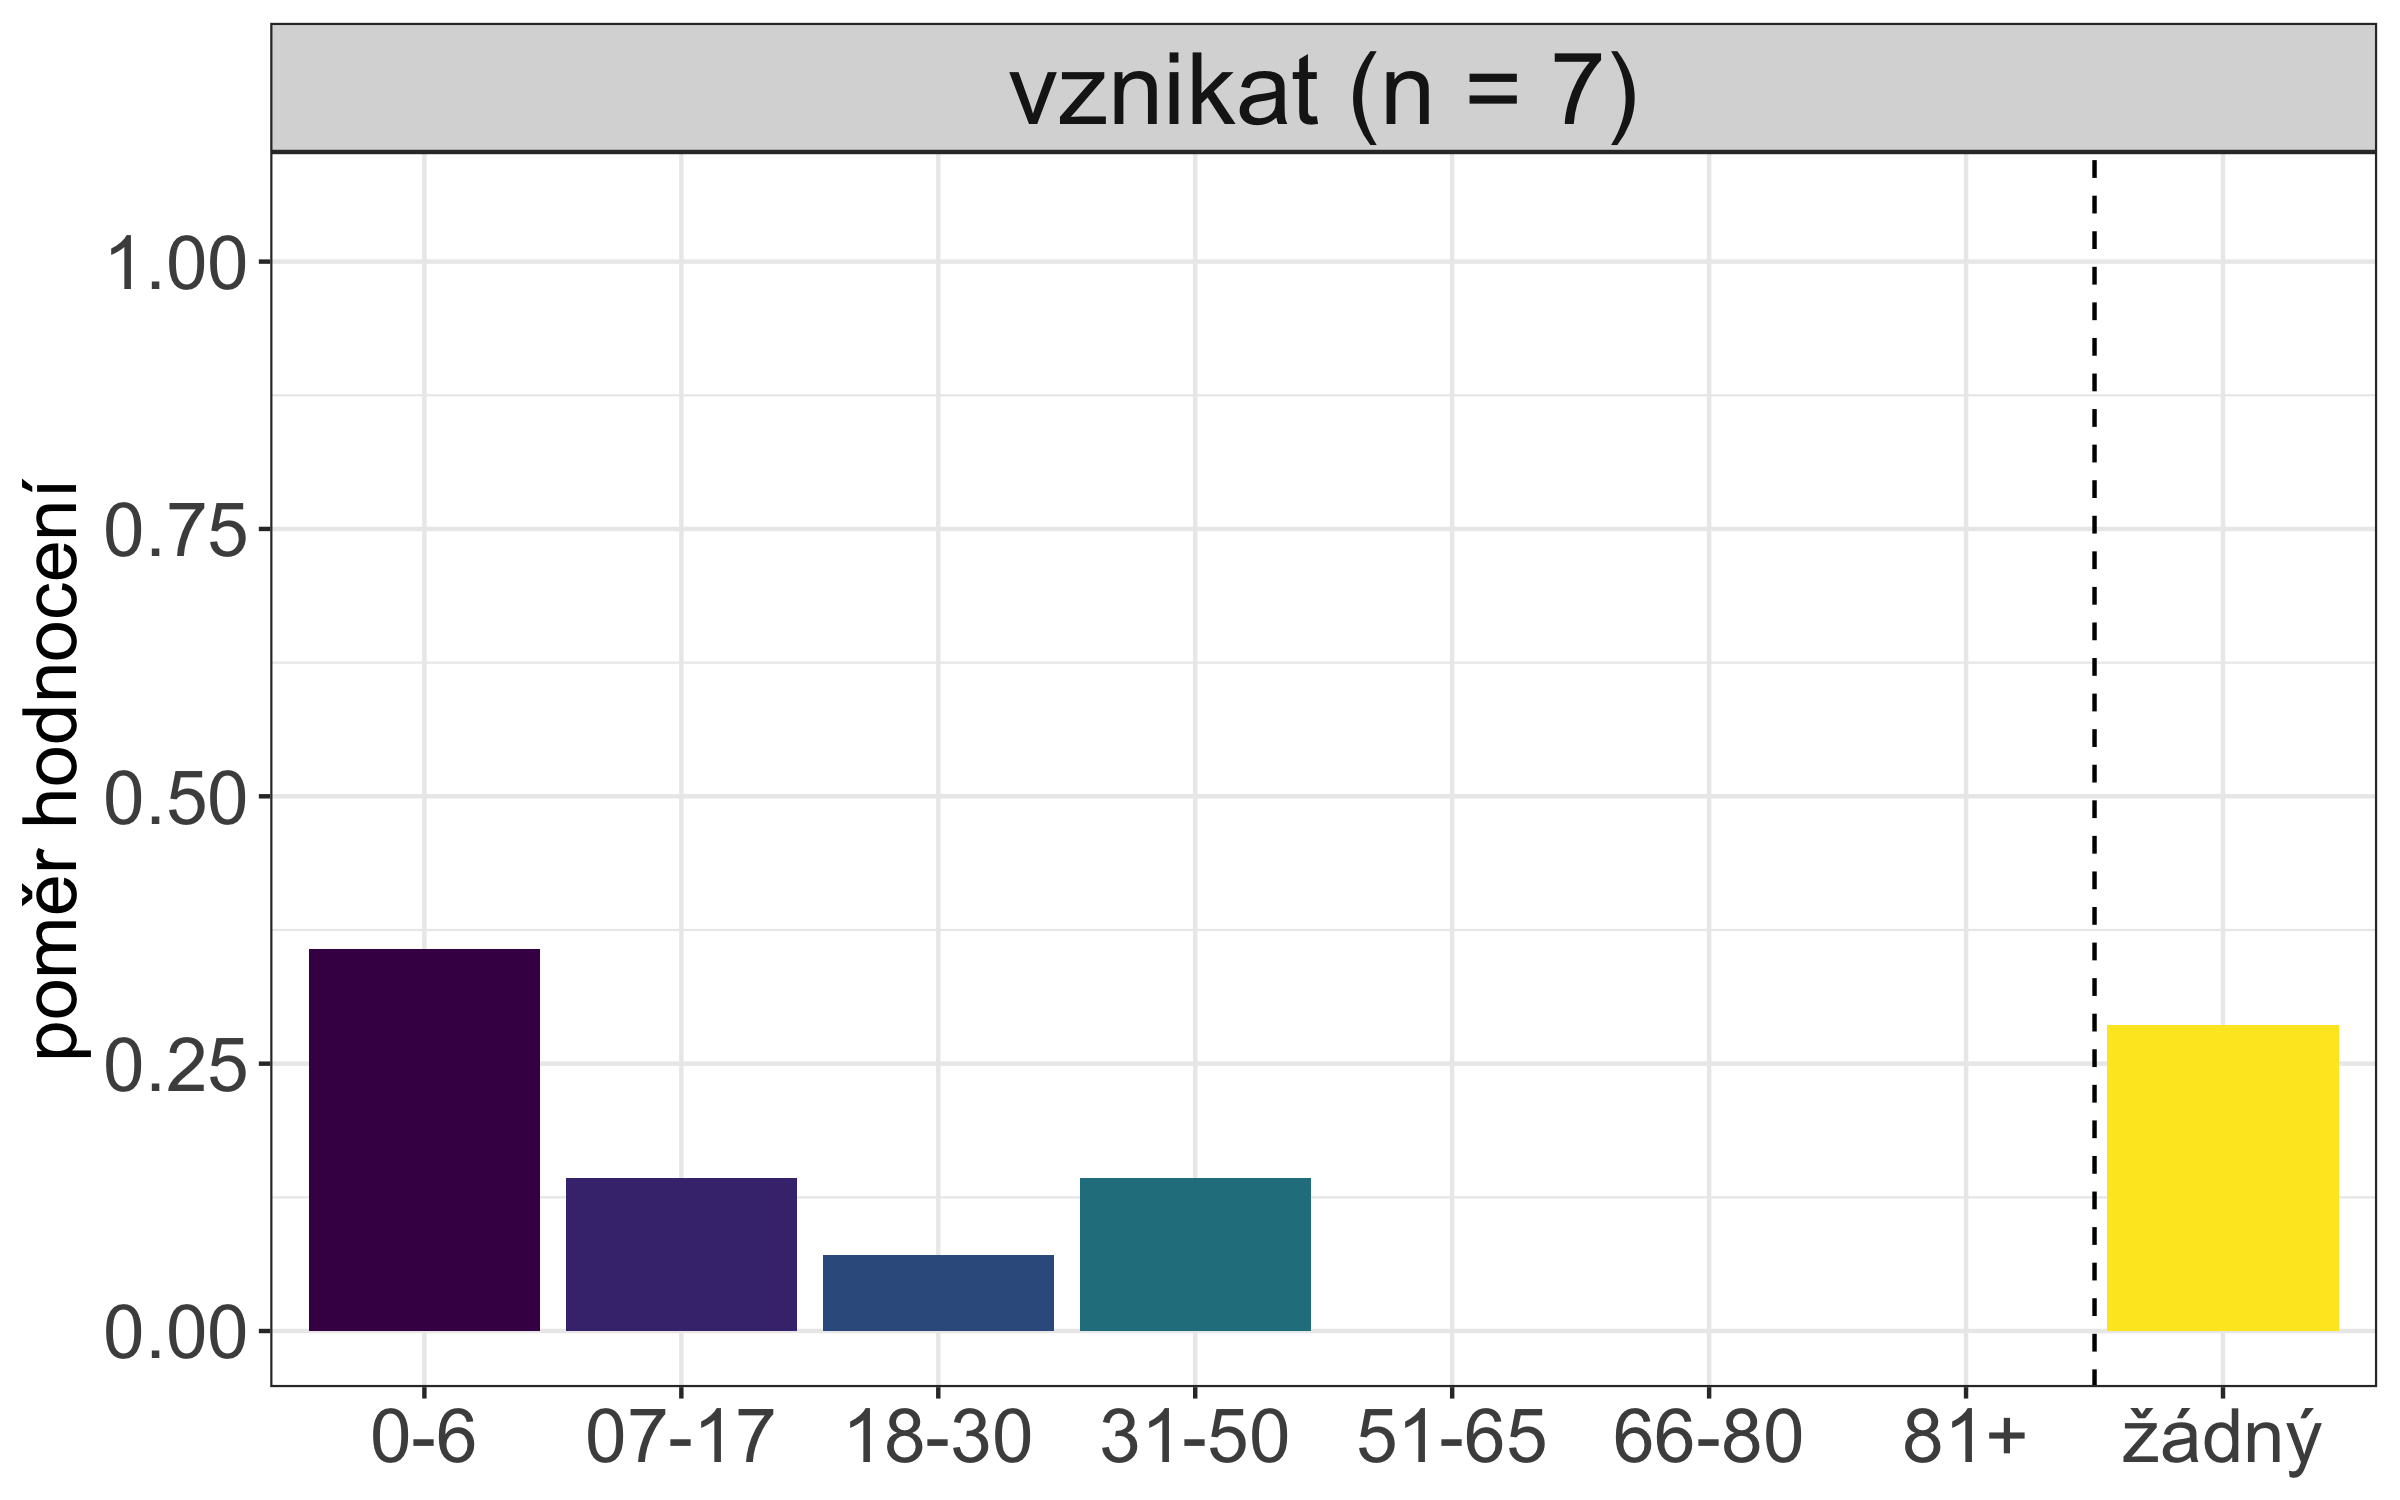 vznikat (n = 7)
poměr hodnocení
1.00
0.75
0.50
0.25
0.00
0-6 07-17 18-30 31-50 51-65 66-80 81+ žádný